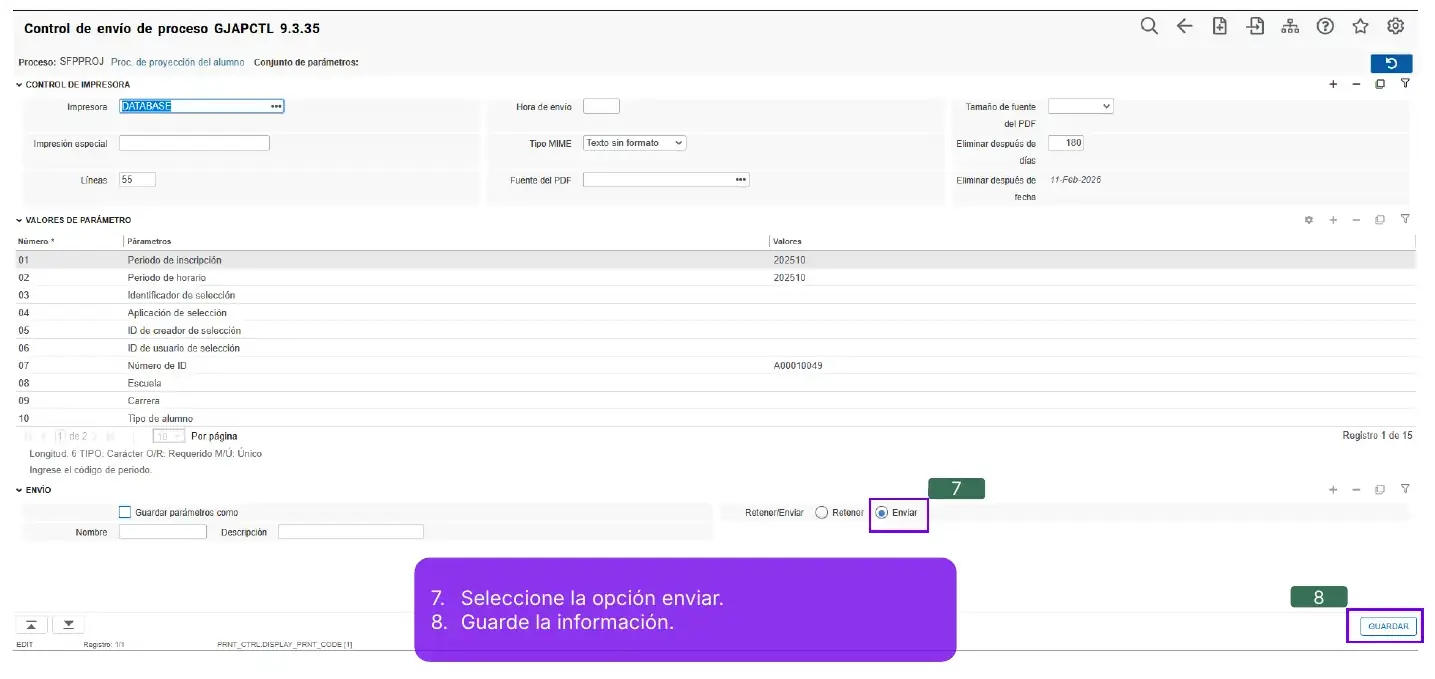 Control de envío de proceso GJAPCTL 9.3.35
Proceso: SFPPROJ Proc. de proyección del alumno Conjunto de parámetros:
CONTROL DE IMPRESORA
Impresora DATABASE Hora de envío Tamaño de fuente del PDF
Impresión especial Tipo MIME Texto sin formato Eliminar después de días 180
Líneas 55 Fuente del PDF Eliminar después de fecha 11-Feb-2026
VALORES DE PARÁMETRO
Número * Párametros Valores
01 Periodo de inscripción 202510
02 Periodo de horario 202510
03 Identificador de selección
04 Aplicación de selección
05 ID de creador de selección
06 ID de usuario de selección
07 Número de ID A00010049
08 Escuela
09 Carrera
10 Tipo de alumno
1 de 2 10 Por página Registro 1 de 15
Longitud. 6 TIPO. Carácter O/R: Requerido M/Ú: Único
Ingrese el código de periodo.
ENVÍO
7
Guardar parámetros como Retener/Enviar Retener Enviar
Nombre Descripción
7. Seleccione la opción enviar.
8. Guarde la información.
8
GUARDAR
EDIT Registro: 1/1 PRNT_CTRL.DISPLAY_PRNT_CODE [1]